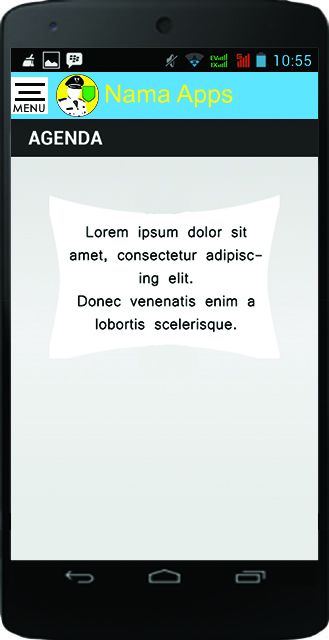 10:55
MENU
Nama Apps
AGENDA
Lorem ipsum dolor sit
amet, consectetur adipisc-
ing elit.
Donec venenatis enim a
lobortis scelerisque.